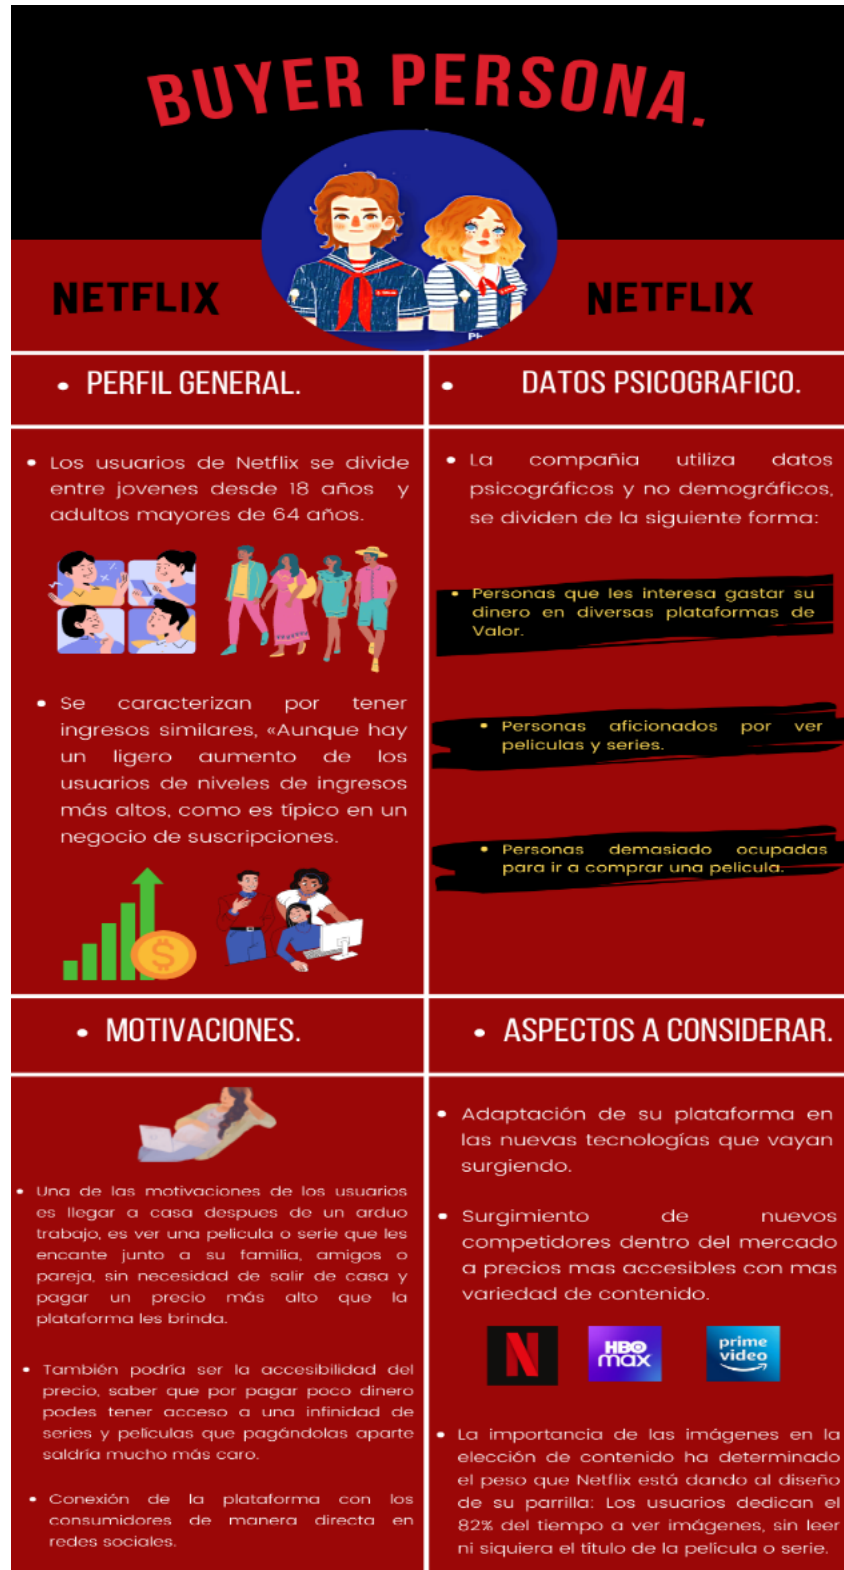 BUYER PERSONA.
NETFLIX
NETFLIX
• PERFIL GENERAL.
• Los usuarios de Netflix se divide
entre jovenes desde 18 años y
adultos mayores de 64 años.
• Se caracterizan por tener
ingresos similares, «Aunque hay
un ligero aumento de los
usuarios de niveles de ingresos
más altos, como es típico en un
negocio de suscripciones.
• DATOS PSICOGRAFICO.
• La compañia utiliza datos
psicográficos y no demográficos,
se dividen de la siguiente forma:
• Personas que les interesa gastar su
dinero en diversas plataformas de
Valor.
• Personas aficionados por ver
peliculas y series.
• Personas demasiado ocupadas
para ir a comprar una pelicula.
• MOTIVACIONES.
• Una de las motivaciones de los usuarios
es llegar a casa despues de un arduo
trabajo, es ver una pelicula o serie que les
encante junto a su familia, amigos o
pareja, sin necesidad de salir de casa y
pagar un precio más alto que la
plataforma les brinda.
• También podría ser la accesibilidad del
precio, saber que por pagar poco dinero
podes tener acceso a una infinidad de
series y películas que pagándolas aparte
saldría mucho más caro.
• Conexión de la plataforma con los
consumidores de manera directa en
redes sociales.
• ASPECTOS A CONSIDERAR.
• Adaptación de su plataforma en
las nuevas tecnologías que vayan
surgiendo.
• Surgimiento de nuevos
competidores dentro del mercado
a precios mas accesibles con mas
variedad de contenido.
N
HBO
max
prime
video
• La importancia de las imágenes en la
elección de contenido ha determinado
el peso que Netflix está dando al diseño
de su parrilla: Los usuarios dedican el
82% del tiempo a ver imágenes, sin leer
ni siquiera el título de la película o serie.